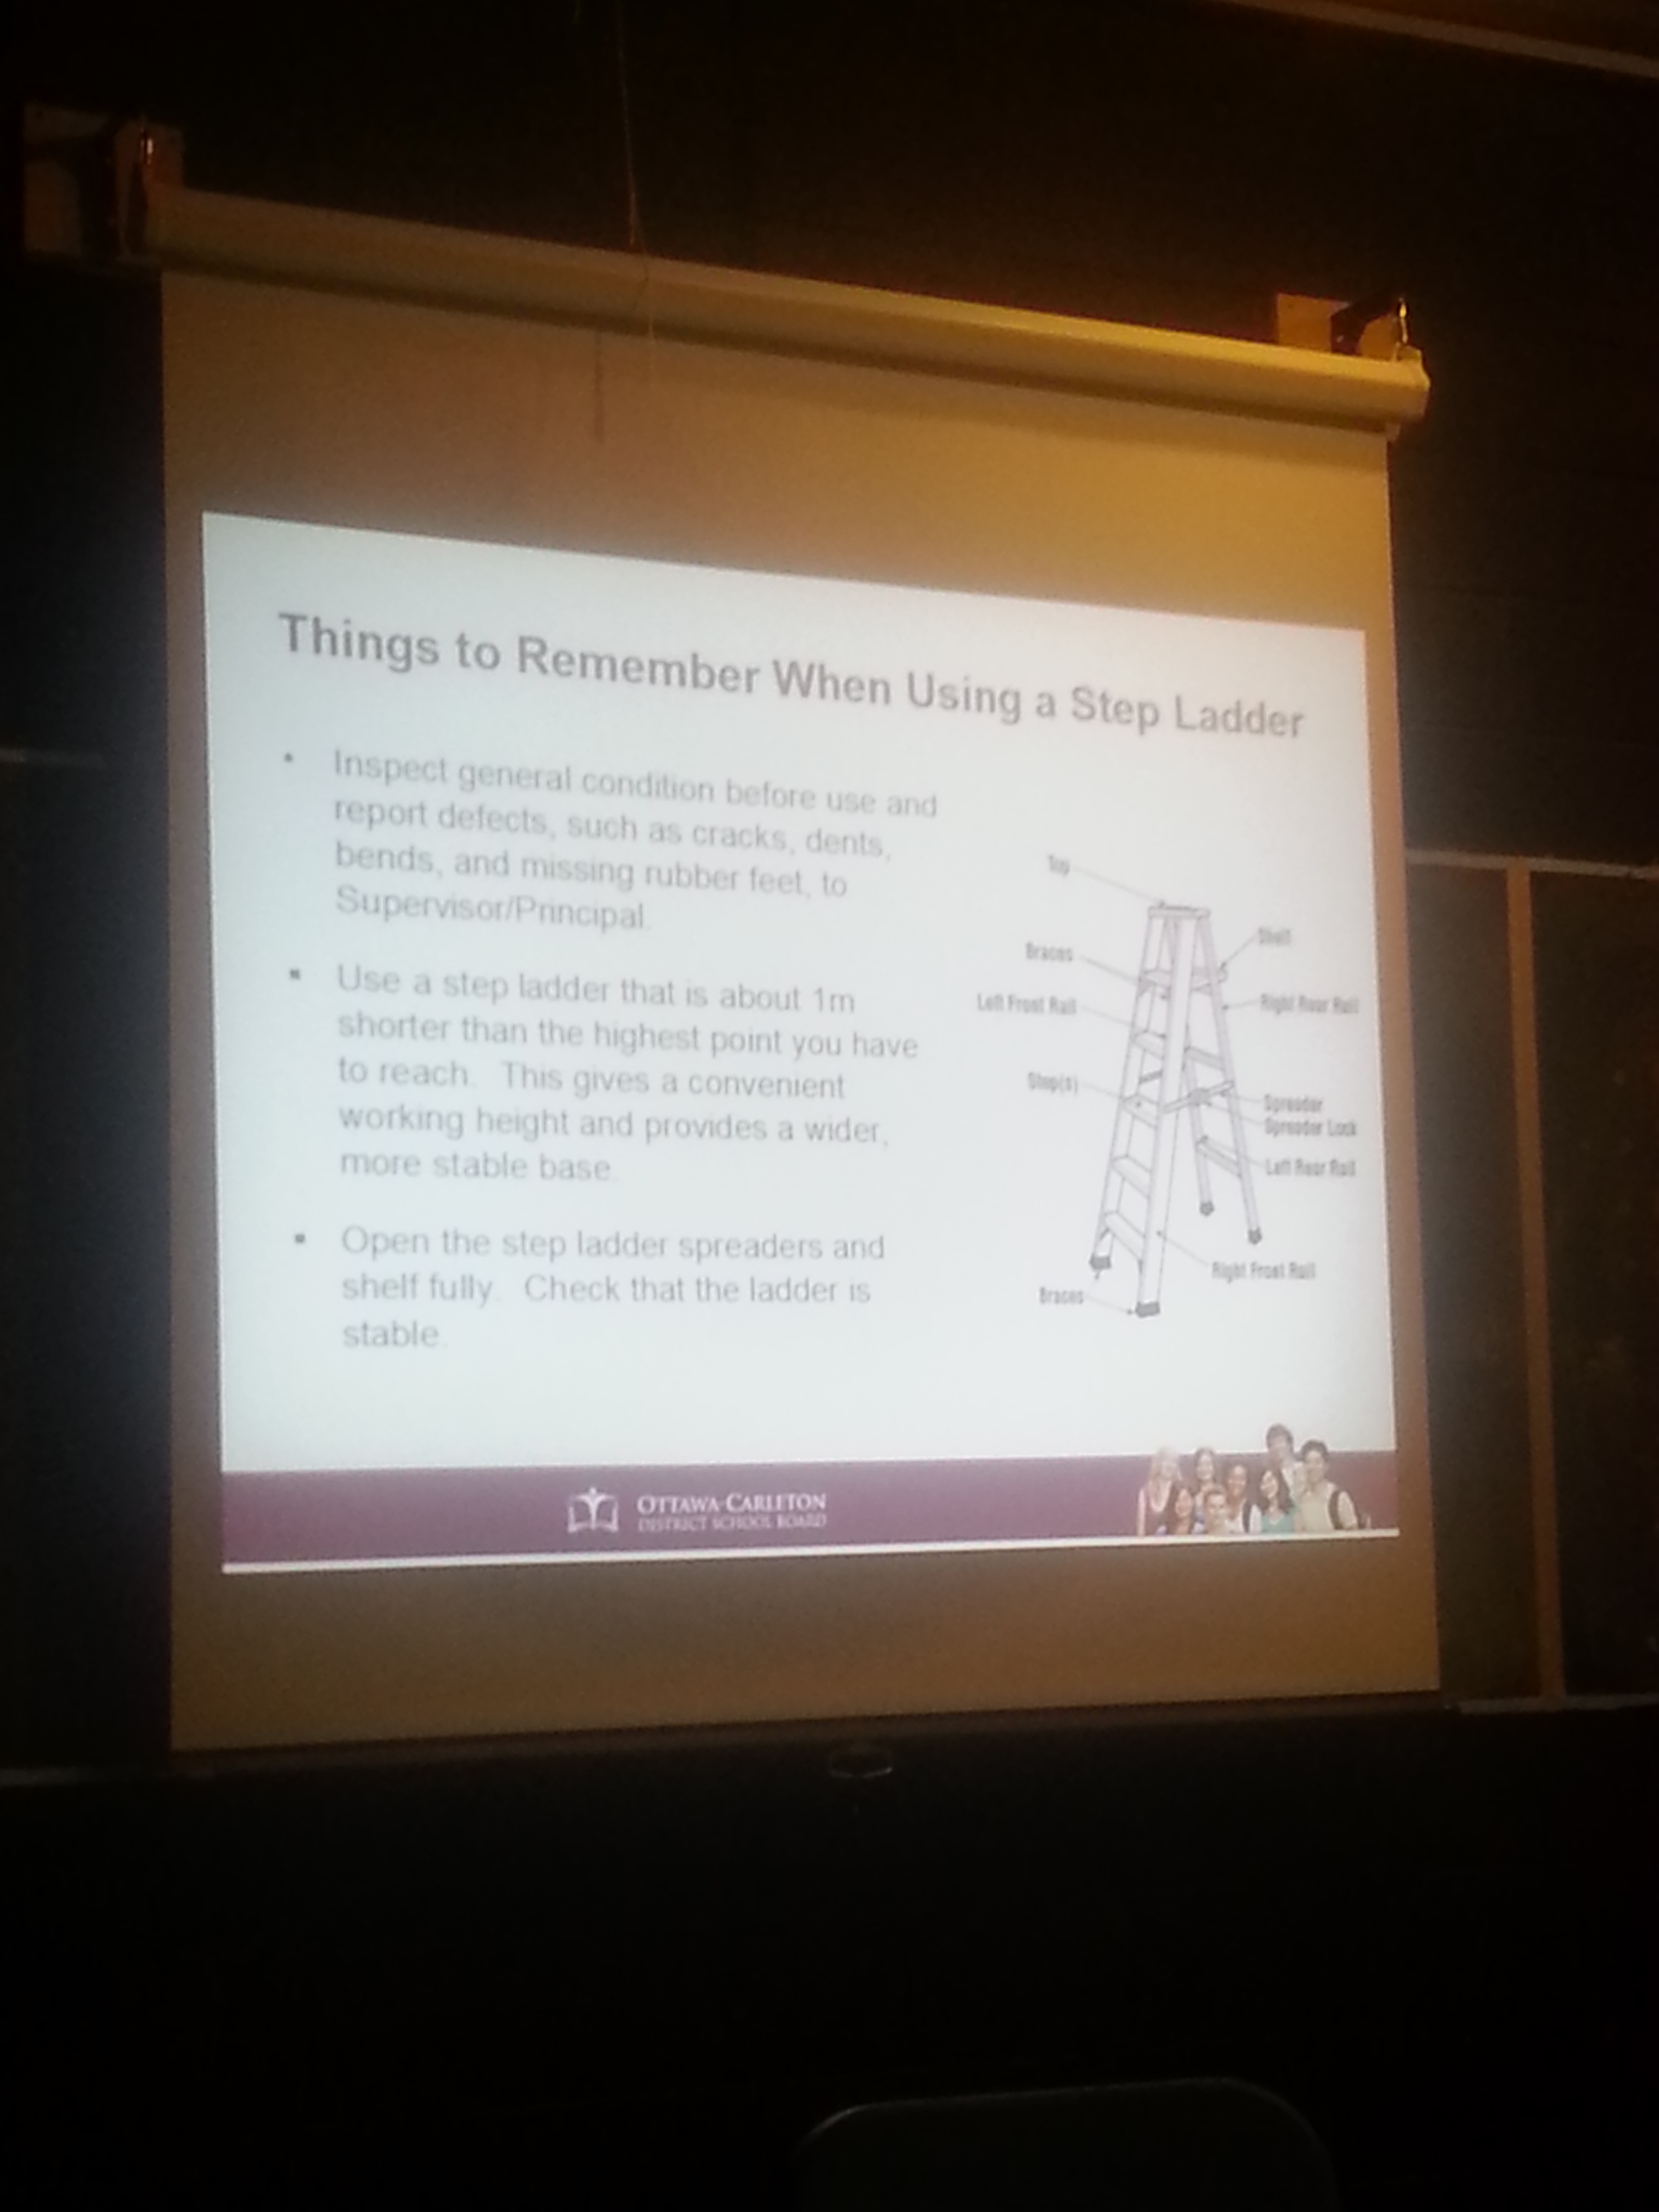 Things to Remember When Using a Step Ladder
• Inspect general condition before use and
report defects, such as cracks, dents,
bends, and missing rubber feet, to
Supervisor/Principal.
▪ Use a step ladder that is about 1m
shorter than the highest point you have
to reach. This gives a convenient
working height and provides a wider,
more stable base.
▪ Open the step ladder spreaders and
shelf fully. Check that the ladder is
stable.
Top
Shelf
Braces
Left Front Rail
Right Rear Rail
Step(s)
Spreader
Spreader Lock
Left Rear Rail
Right Front Rail
Braces
OTTAWA-CARLETON
DISTRICT SCHOOL BOARD